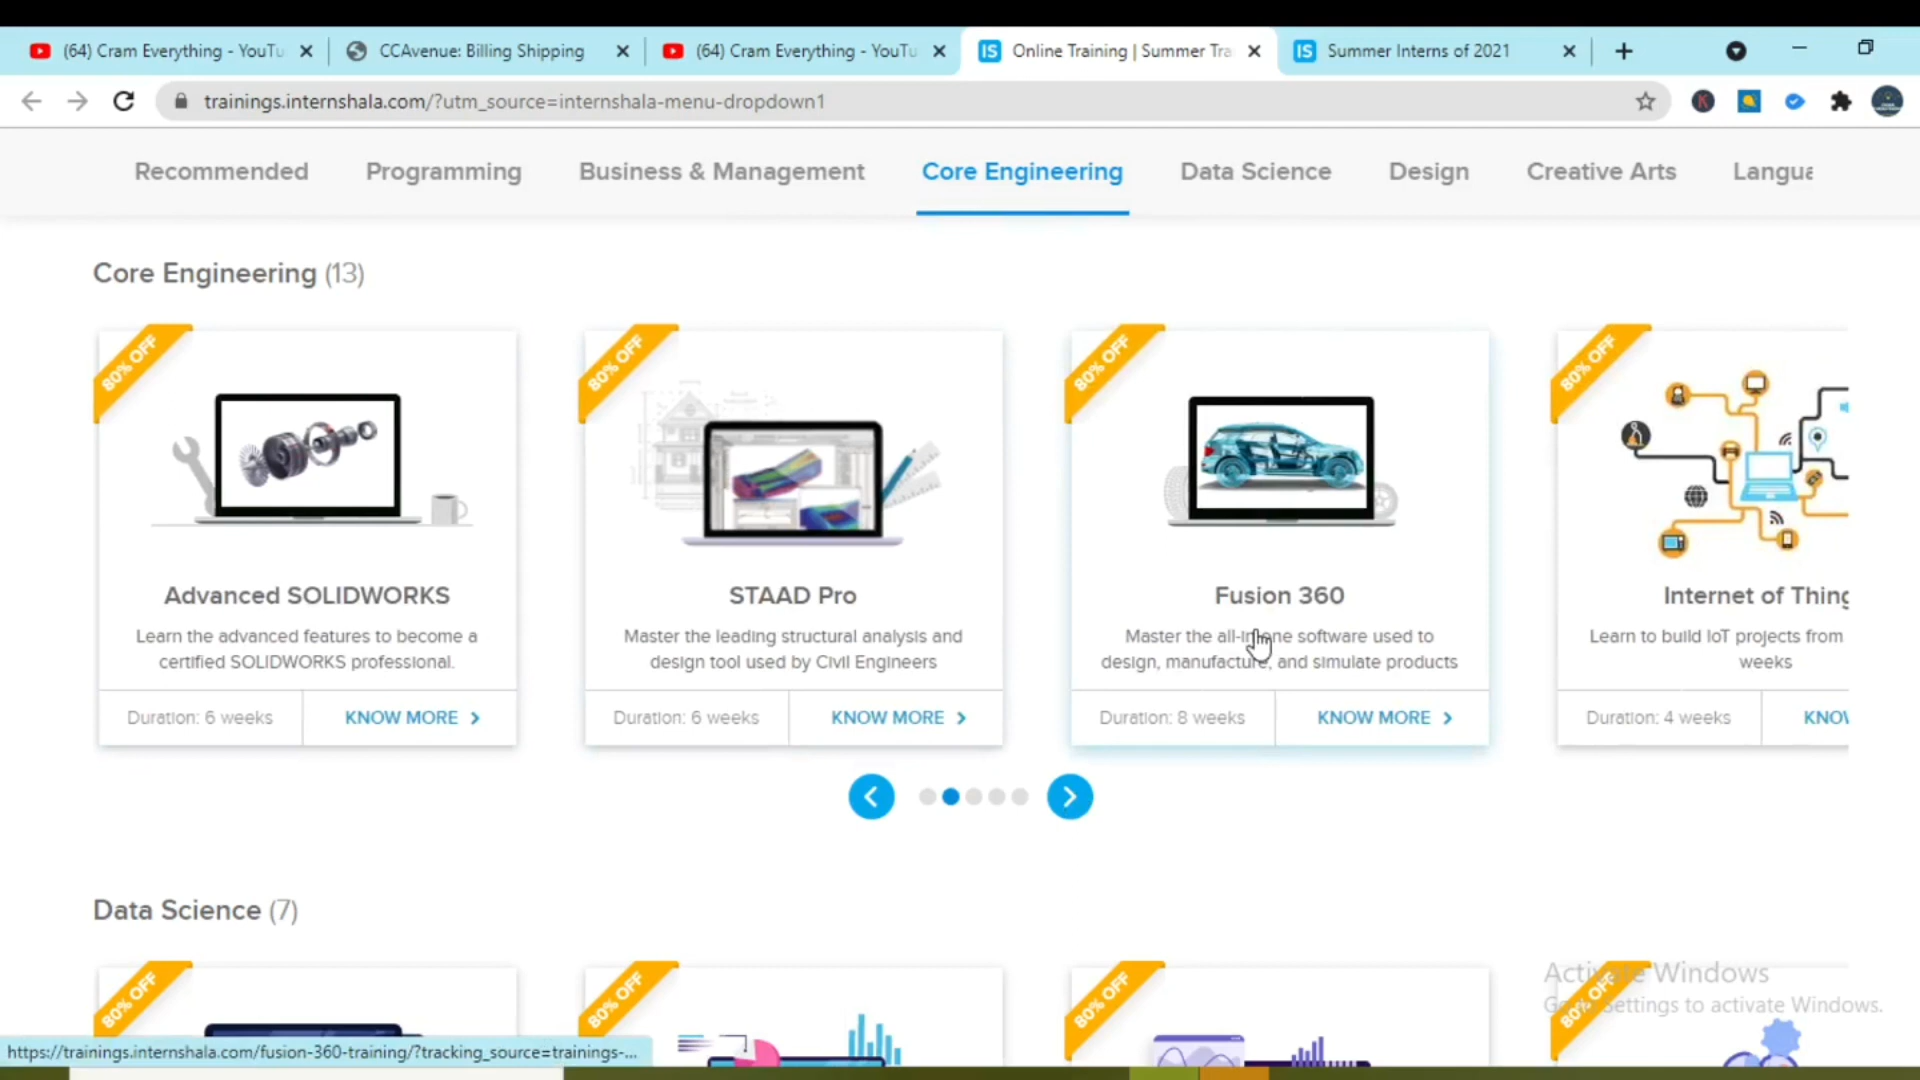 (64) Cram Everything - YouTu
CCAvenue: Billing Shipping
(64) Cram Everything - YouTu
IS Online Training | Summer Tra
IS Summer Interns of 2021
trainings.internshala.com/?utm_source=internshala-menu-dropdown1
Recommended
Programming
Business & Management
Core Engineering
Data Science
Design
Creative Arts
Langua
Core Engineering (13)
80% OFF
80% OFF
80% OFF
80% OFF
Advanced SOLIDWORKS
Learn the advanced features to become a
certified SOLIDWORKS professional.
Duration: 6 weeks
KNOW MORE
STAAD Pro
Master the leading structural analysis and
design tool used by Civil Engineers
Duration: 6 weeks
KNOW MORE
Fusion 360
Master the all-in-one software used to
design, manufacture, and simulate products
Duration: 8 weeks
KNOW MORE
Internet of Thing
Learn to build IoT projects from
weeks
Duration: 4 weeks
KNOW
Data Science (7)
80% OFF
80% OFF
80% OFF
80% OFF
Activate Windows
Go to Settings to activate Windows.
https://trainings.internshala.com/fusion-360-training/?tracking_source=trainings-...